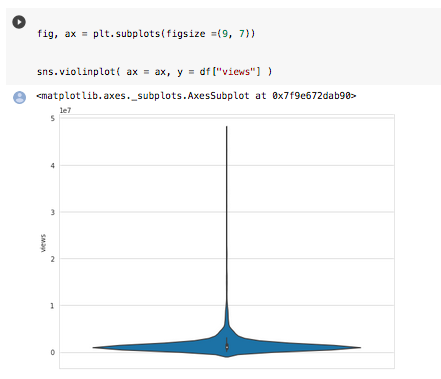 fig, ax = plt.subplots(figsize =(9, 7))
sns.violinplot( ax = ax, y = df["views"] )
<matplotlib.axes._subplots.AxesSubplot at 0x7f9e672dab90>
1e7
5
4
3
views
2
1
0